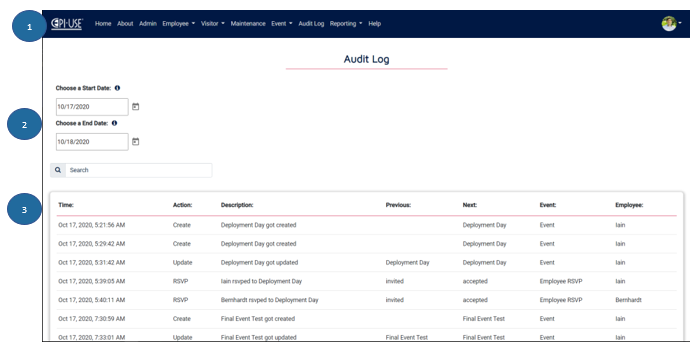 1
EPI-USE Home About Admin Employee Visitor Maintenance Event Audit Log Reporting Help
Audit Log
Choose a Start Date:
10/17/2020
2
Choose a End Date:
10/18/2020
Search
3
Time: Action: Description: Previous: Next: Event: Employee:
Oct 17, 2020, 5:21:56 AM Create Deployment Day got created Deployment Day Event Iain
Oct 17, 2020, 5:29:42 AM Create Deployment Day got created Deployment Day Event Iain
Oct 17, 2020, 5:31:42 AM Update Deployment Day got updated Deployment Day Deployment Day Event Iain
Oct 17, 2020, 5:39:05 AM RSVP Iain rsvped to Deployment Day invited accepted Employee RSVP Iain
Oct 17, 2020, 5:40:11 AM RSVP Bernhardt rsvped to Deployment Day invited accepted Employee RSVP Bernhardt
Oct 17, 2020, 7:30:59 AM Create Final Event Test got created Final Event Test Event Iain
Oct 17, 2020, 7:33:01 AM Update Final Event Test got updated Final Event Test Final Event Test Event Iain